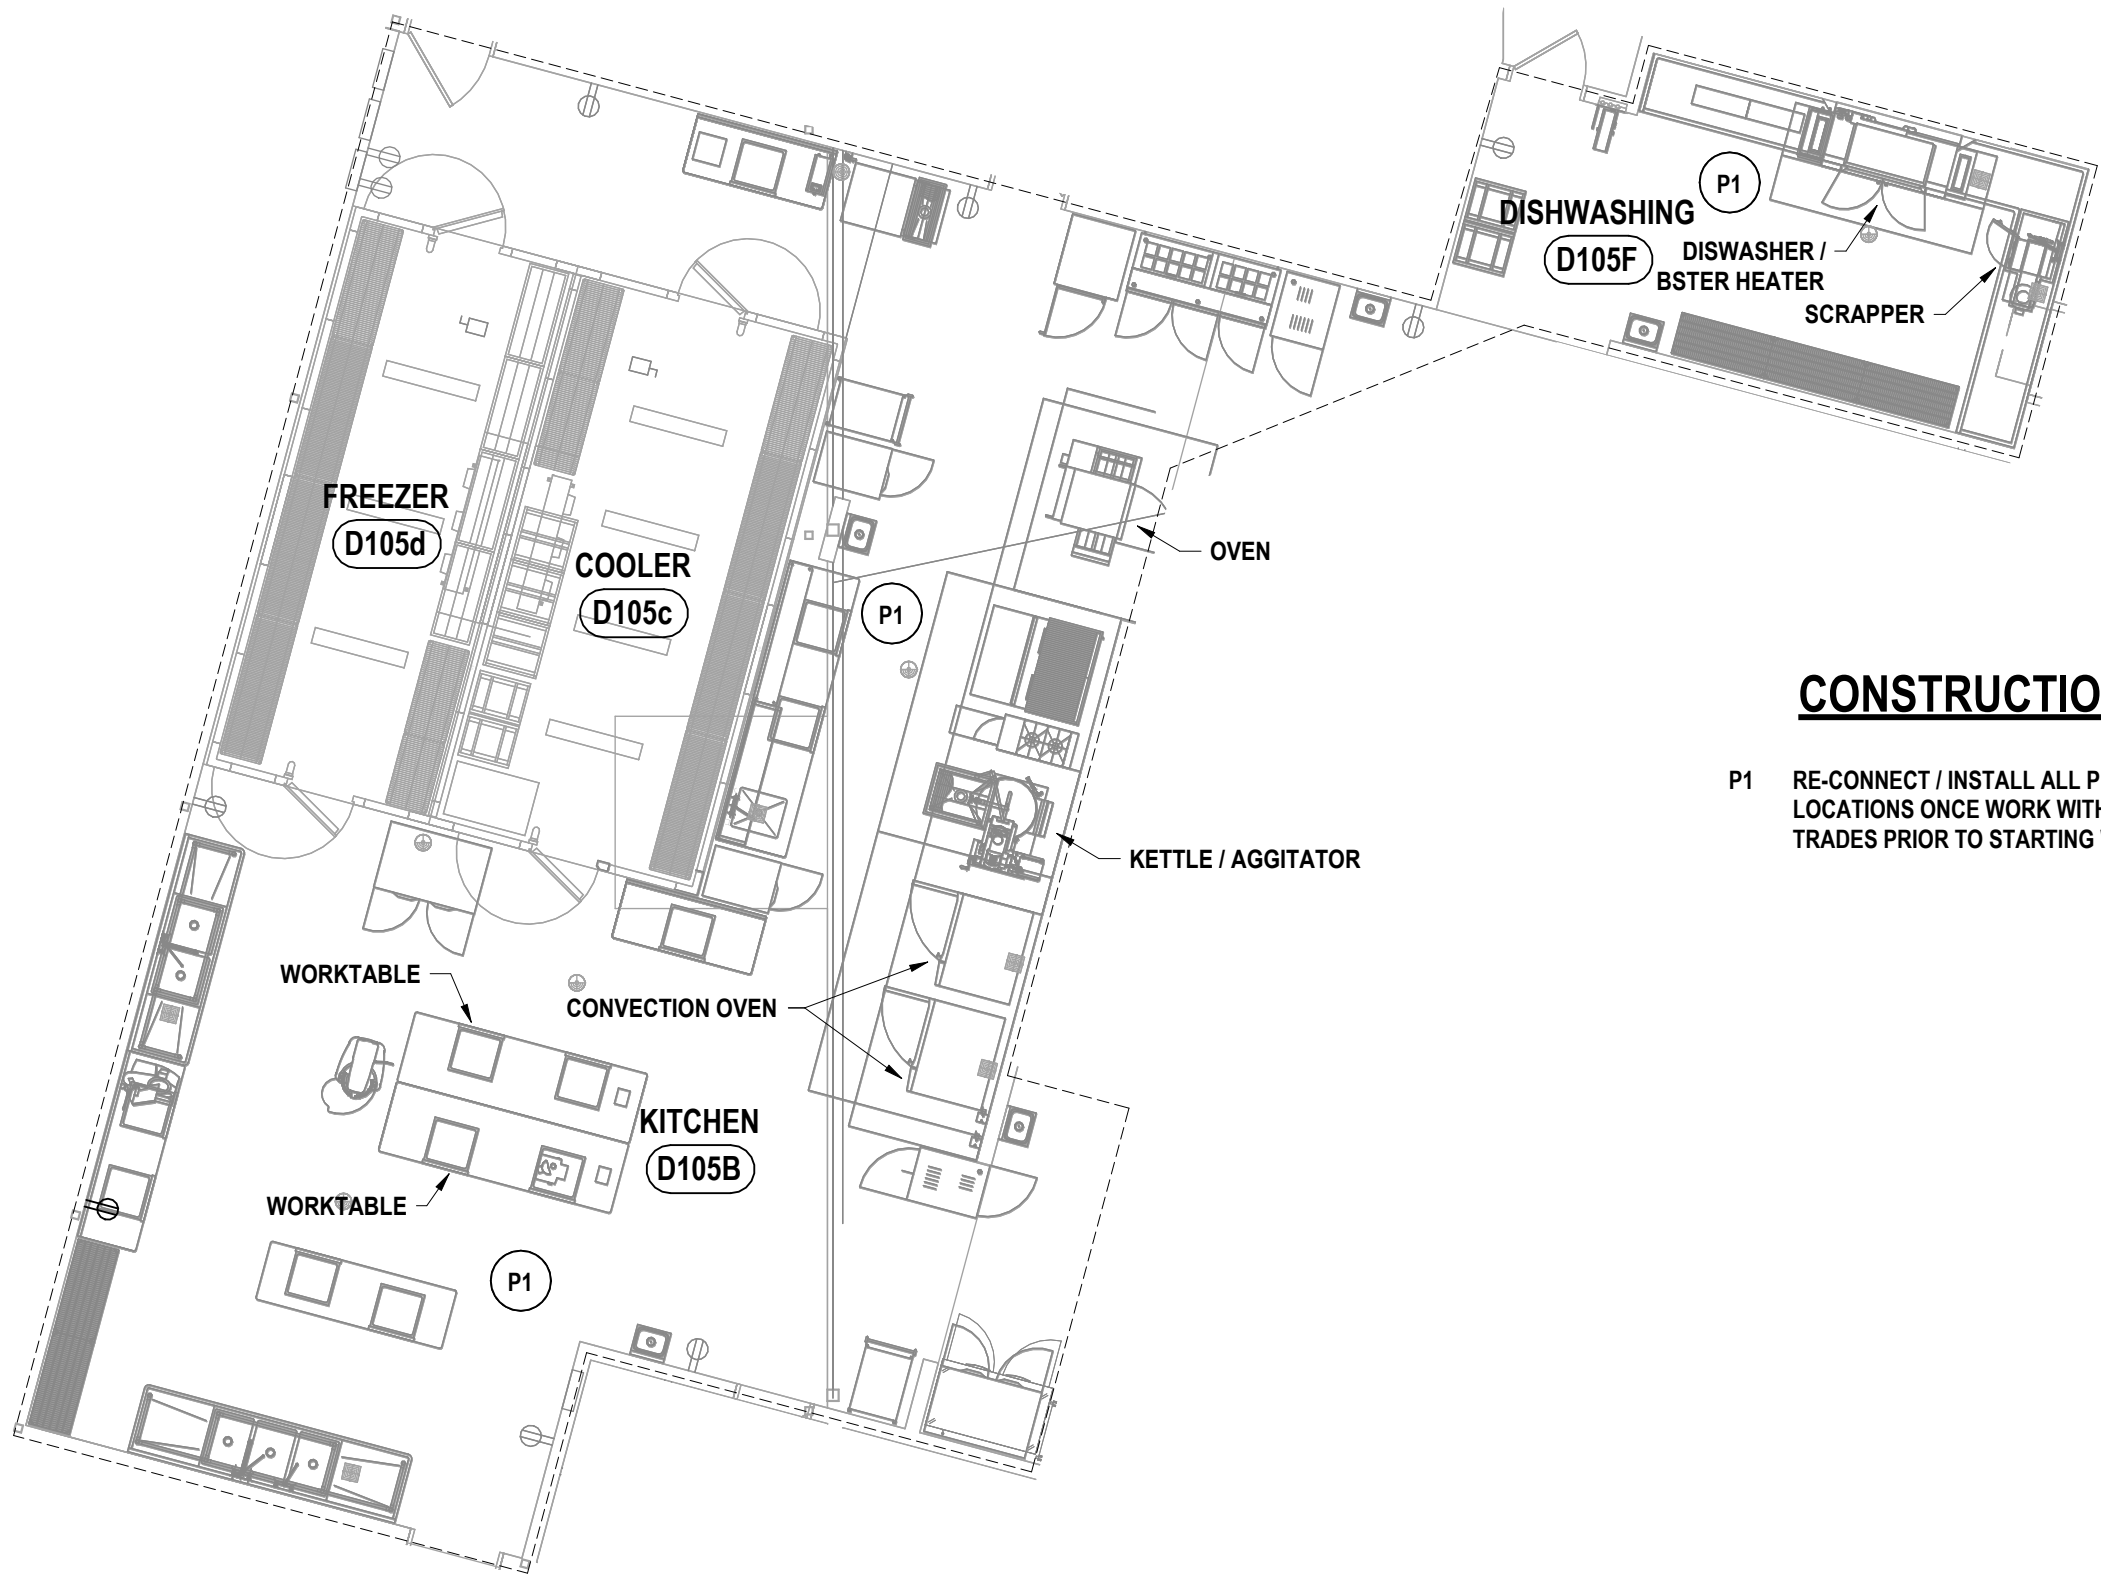 DISHWASHING
D105F
P1
DISWASHER /
BSTER HEATER
SCRAPPER
FREEZER
D105d
COOLER
D105c
P1
OVEN
KETTLE / AGGITATOR
WORKTABLE
CONVECTION OVEN
KITCHEN
D105B
WORKTABLE
P1
CONSTRUCTIO
P1 RE-CONNECT / INSTALL ALL P
LOCATIONS ONCE WORK WITH
TRADES PRIOR TO STARTING